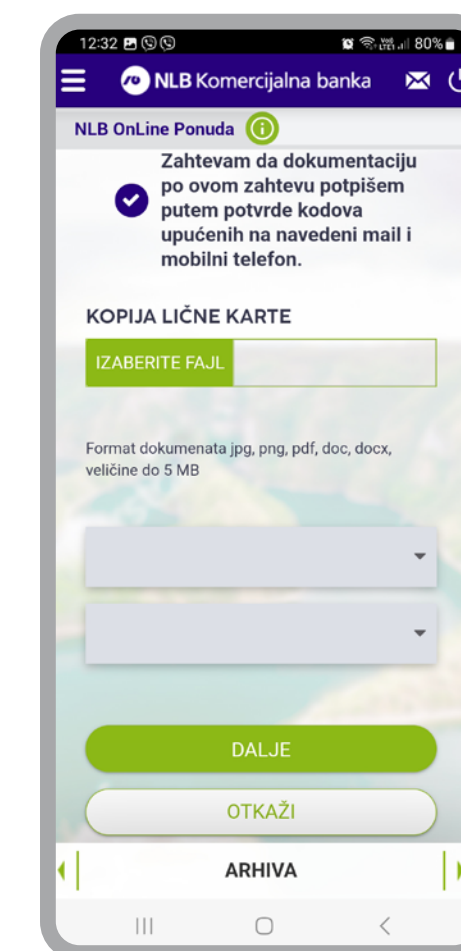 12:32 80%
NLB Komercijalna banka
NLB OnLine Ponuda
Zahtevam da dokumentaciju
po ovom zahtevu potpišem
putem potvrde kodova
upućenih na navedeni mail i
mobilni telefon.
KOPIJA LIČNE KARTE
IZABERITE FAJL
Format dokumenata jpg, png, pdf, doc, docx,
veličine do 5 MB
DALJE
OTKAŽI
ARHIVA